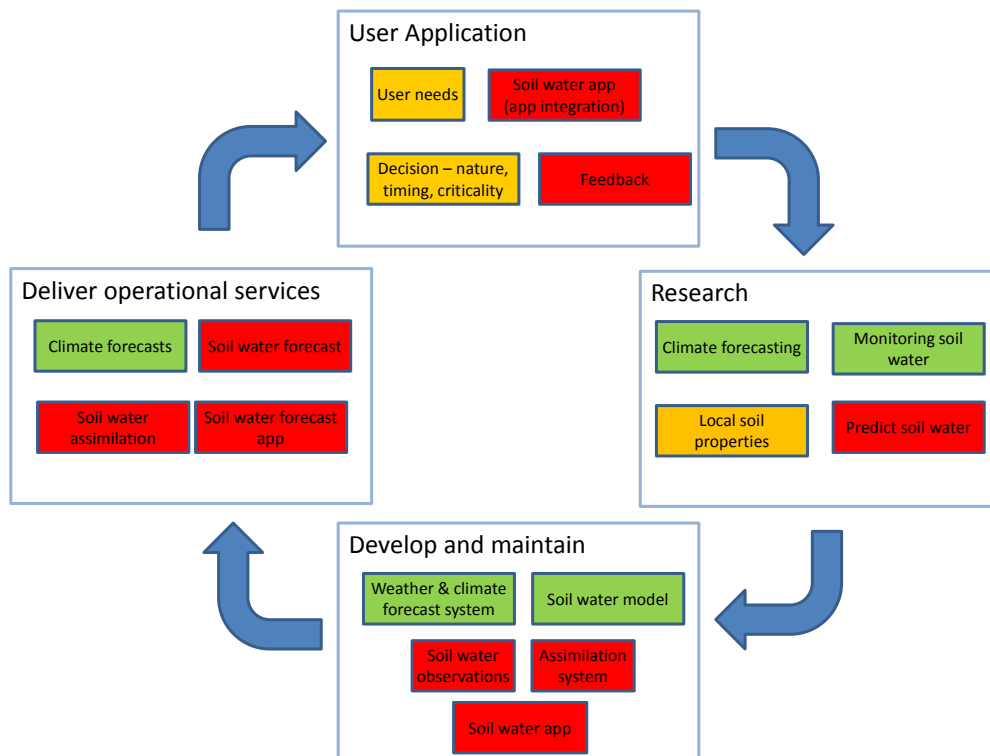 User Application
User needs
Soil water app
(app integration)
Decision – nature,
timing, criticality
Feedback
Deliver operational services
Climate forecasts
Soil water forecast
Soil water
assimilation
Soil water forecast
app
Research
Climate forecasting
Monitoring soil
water
Local soil
properties
Predict soil water
Develop and maintain
Weather & climate
forecast system
Soil water model
Soil water
observations
Assimilation
system
Soil water app